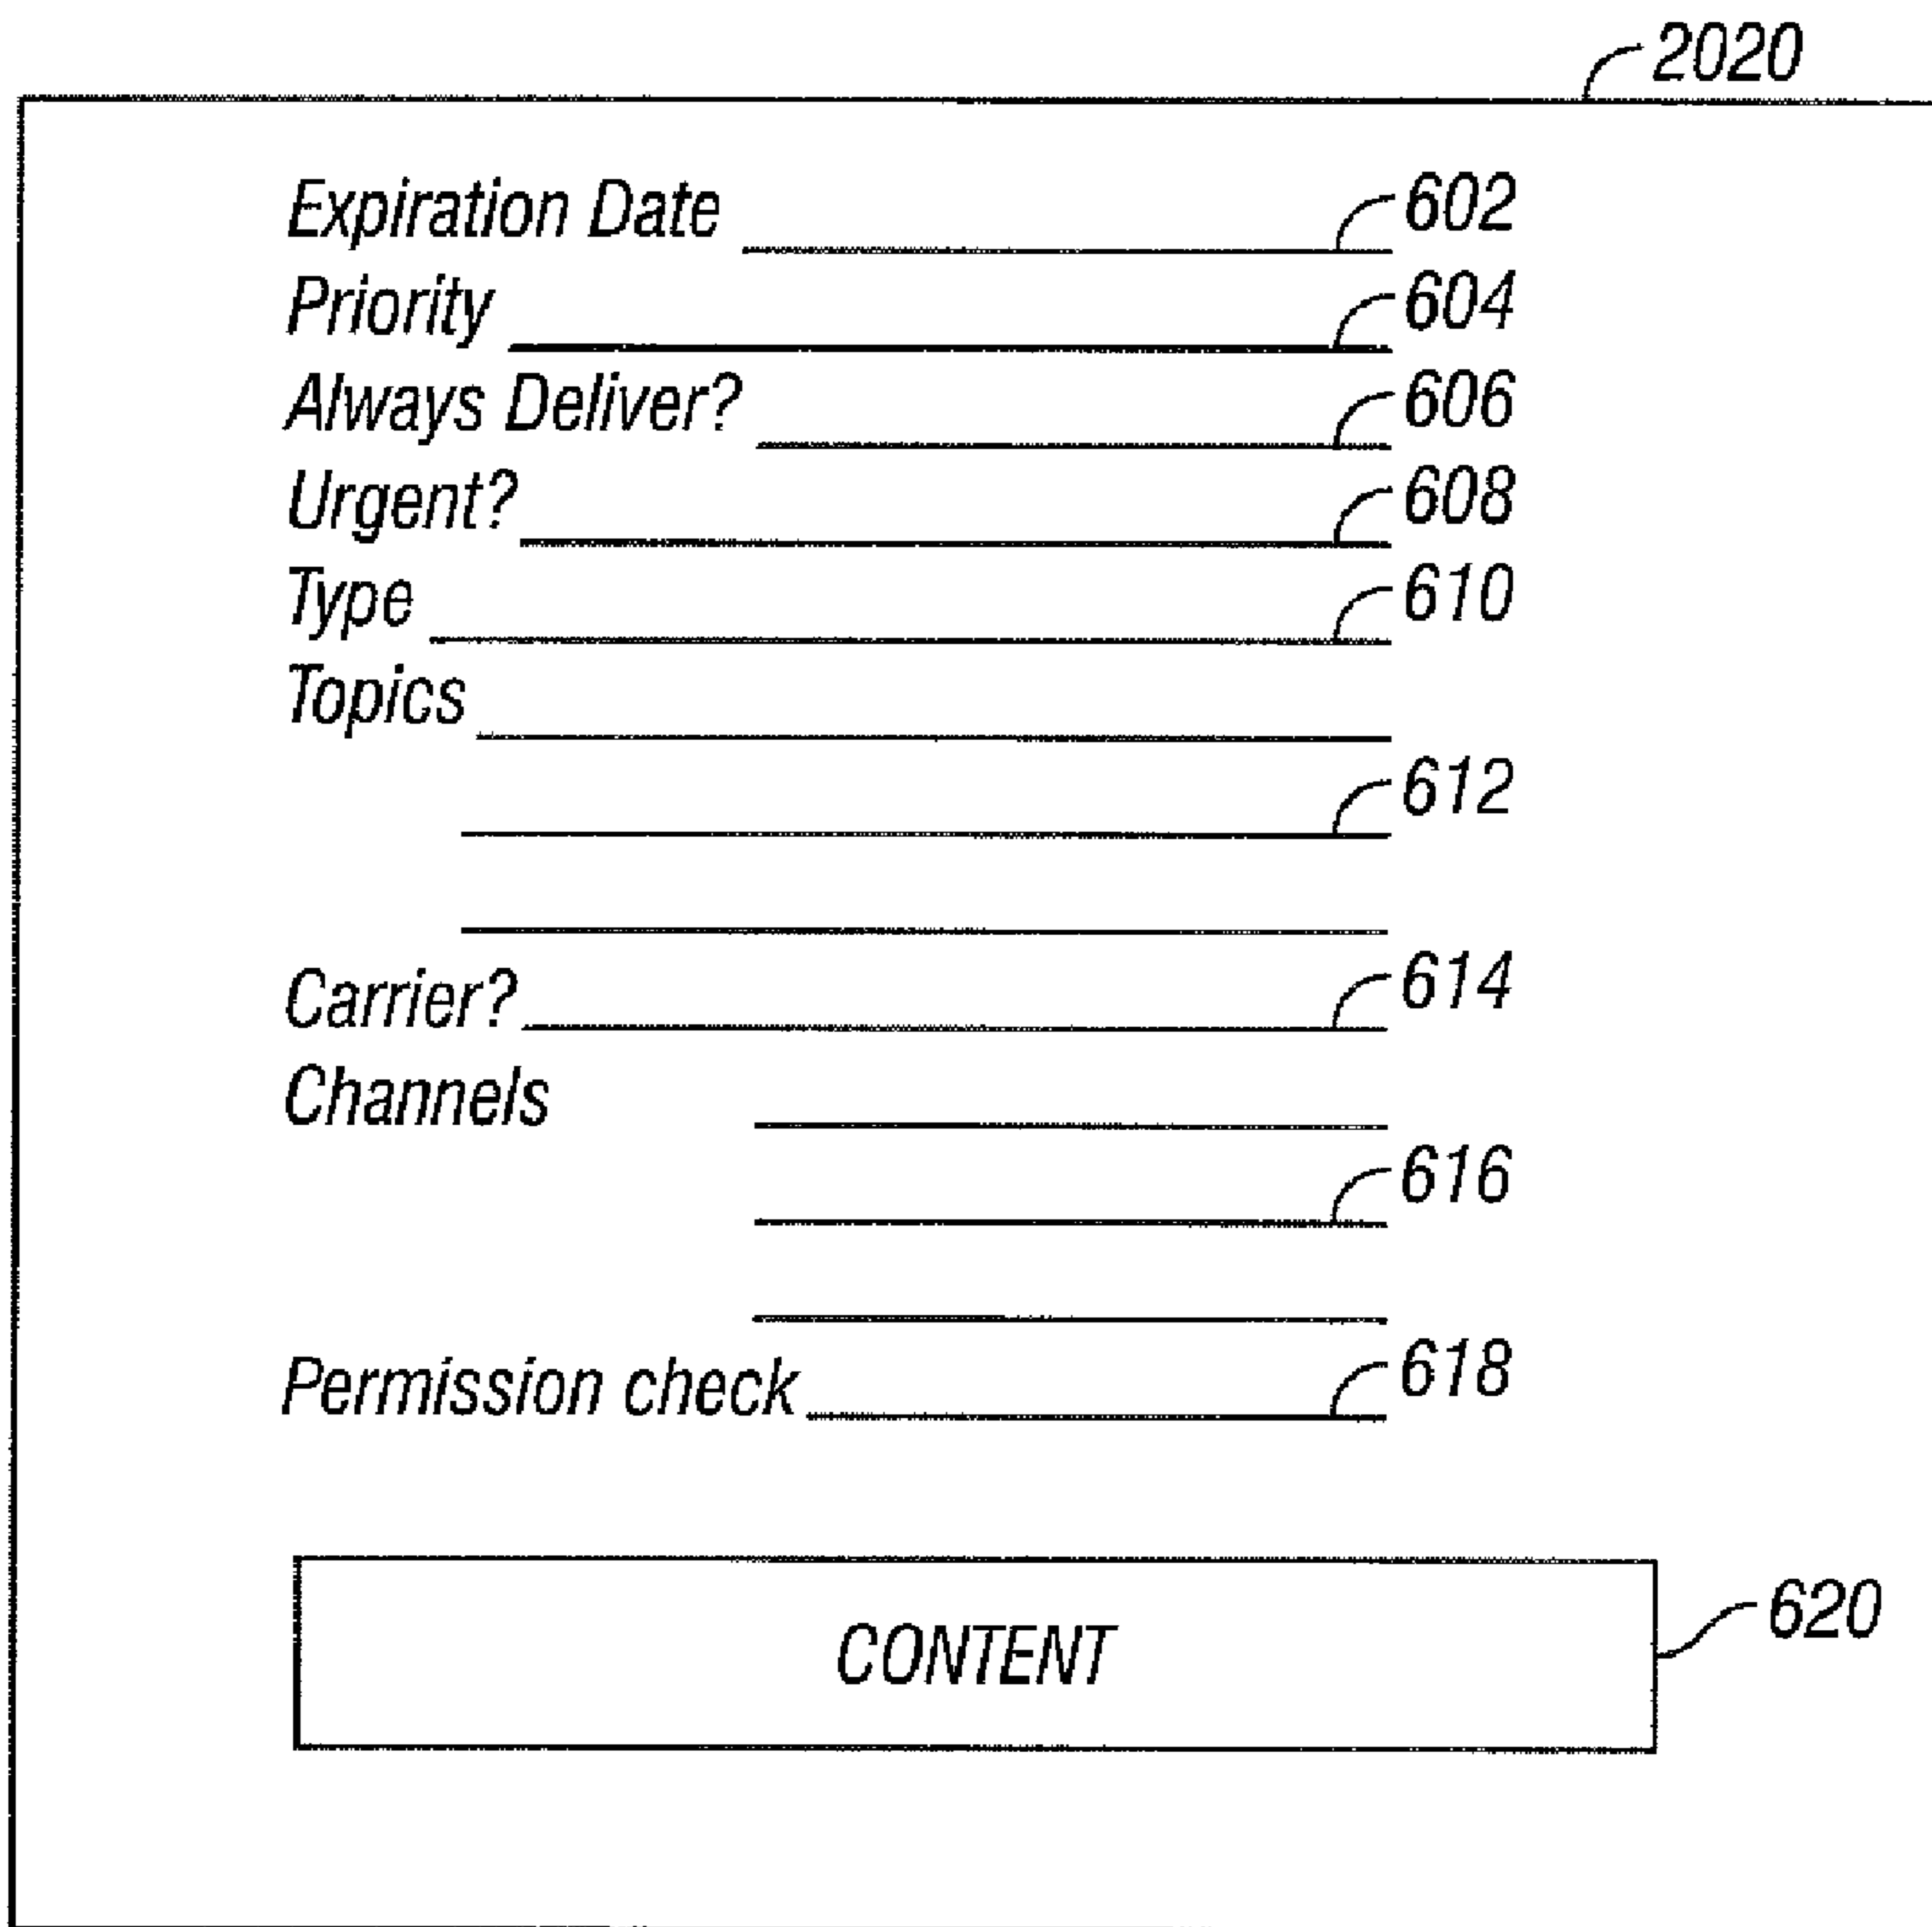 2020
Expiration Date 602
Priority 604
Always Deliver? 606
Urgent? 608
Type 610
Topics
612
Carrier? 614
Channels
616
Permission check 618
CONTENT 620